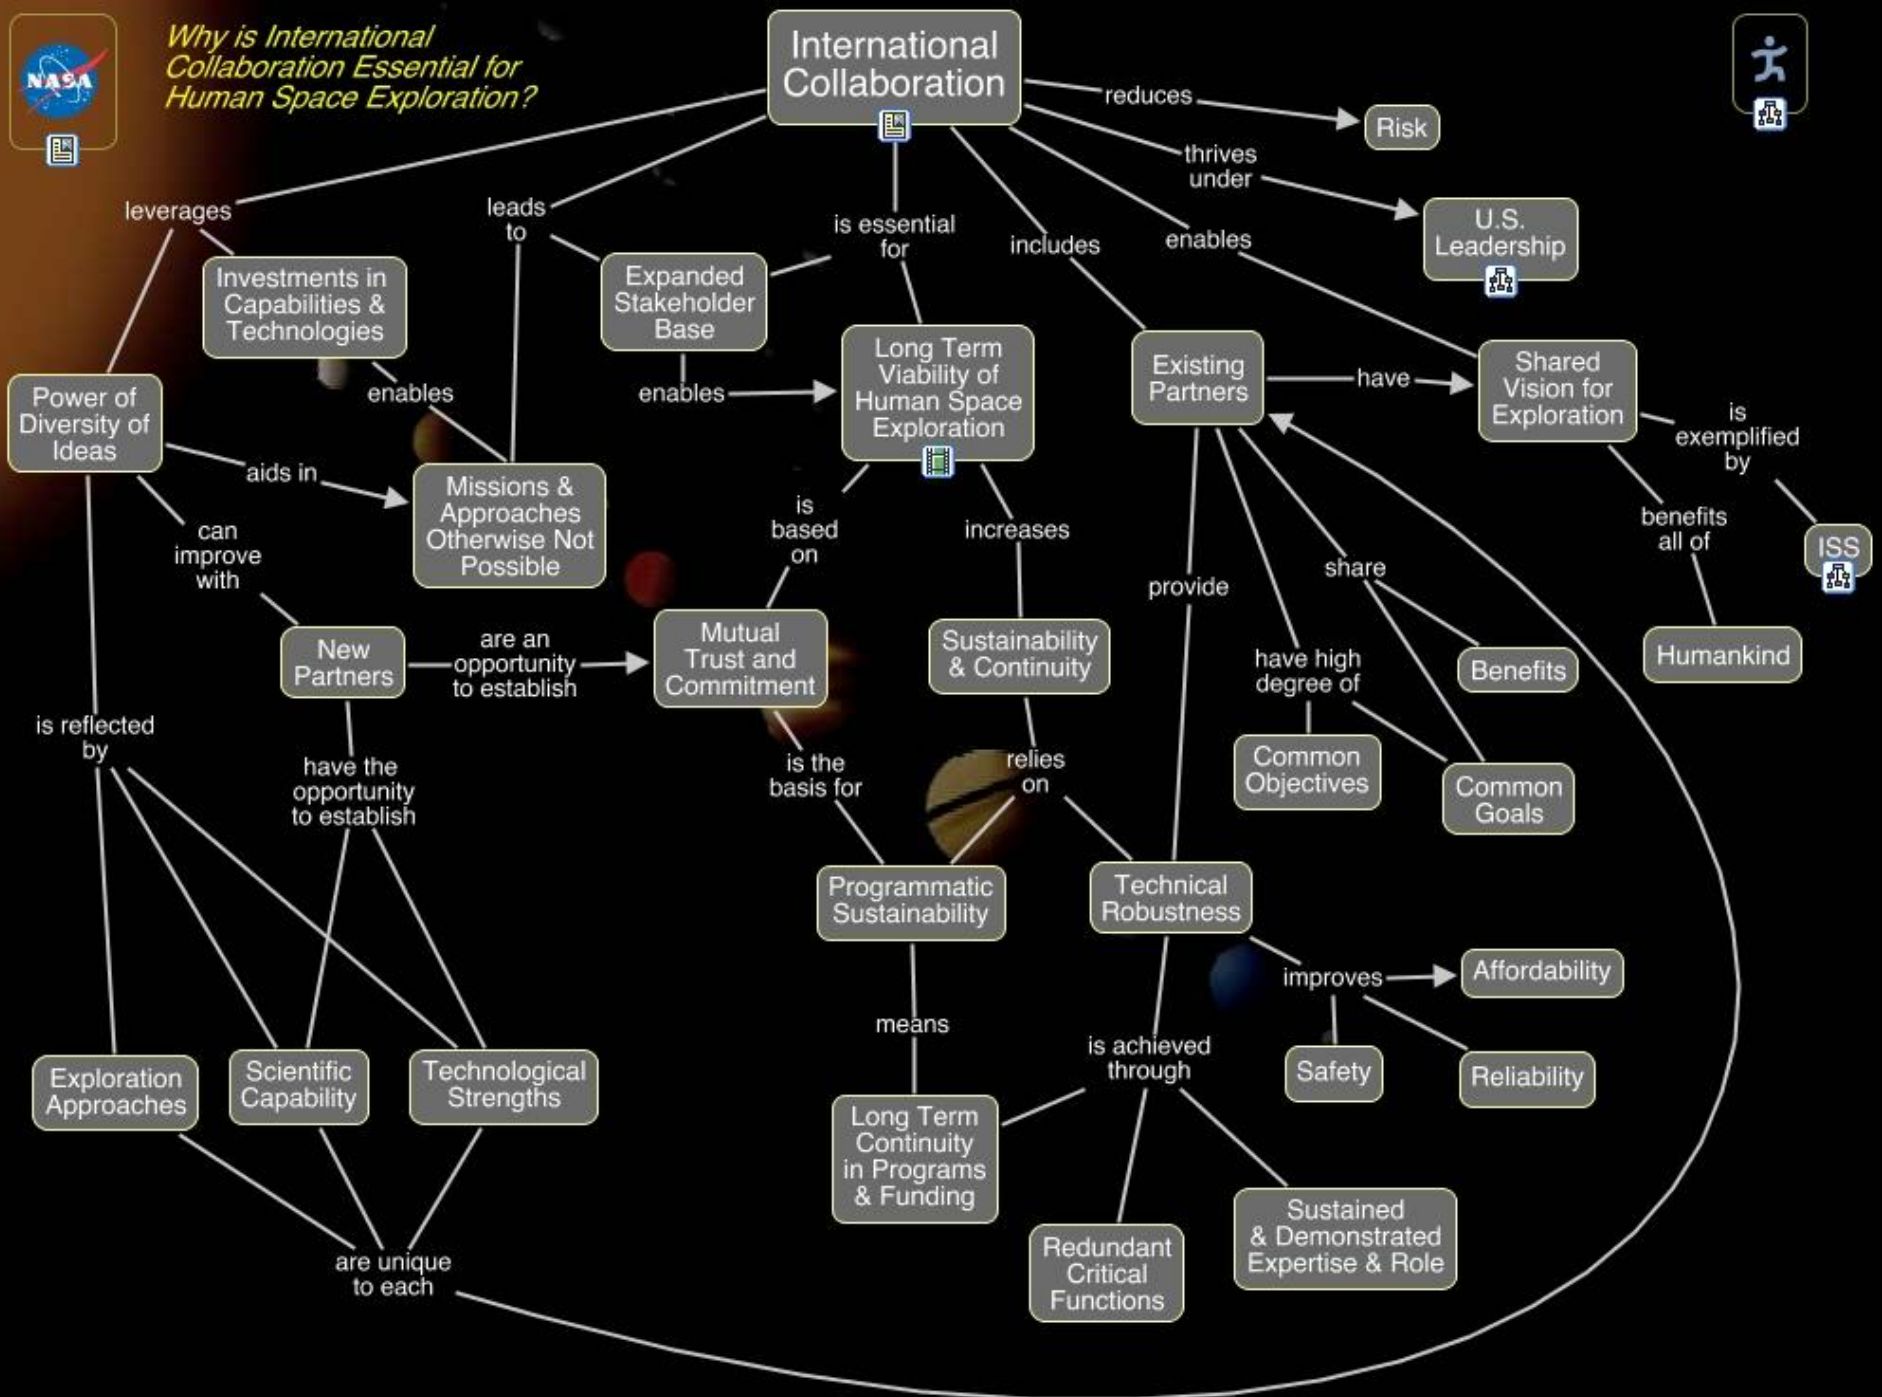 NASA
Why is International
Collaboration Essential for
Human Space Exploration?
International
Collaboration
reduces
Risk
thrives
under
U.S.
Leadership
leverages
leads
to
is essential
for
includes
enables
Investments in
Capabilities &
Technologies
Expanded
Stakeholder
Base
enables
enables
Long Term
Viability of
Human Space
Exploration
Existing
Partners
have
Shared
Vision for
Exploration
is
exemplified
by
ISS
Power of
Diversity of
Ideas
aids in
Missions &
Approaches
Otherwise Not
Possible
can
improve
with
is
based
on
increases
provide
share
benefits
all of
Humankind
New
Partners
are an
opportunity
to establish
Mutual
Trust and
Commitment
Sustainability
& Continuity
have high
degree of
Benefits
is reflected
by
have the
opportunity
to establish
is the
basis for
relies
on
Common
Objectives
Common
Goals
Programmatic
Sustainability
Technical
Robustness
improves
Affordability
means
is achieved
through
Safety
Reliability
Exploration
Approaches
Scientific
Capability
Technological
Strengths
Long Term
Continuity
in Programs
& Funding
Redundant
Critical
Functions
Sustained
& Demonstrated
Expertise & Role
are unique
to each